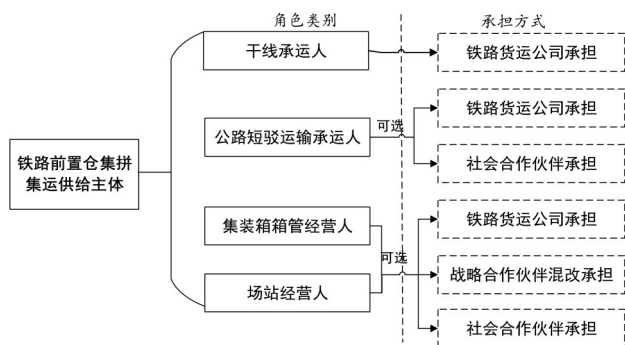 角色类别
承担方式
干线承运人
铁路货运公司承担
铁路货运公司承担
公路短驳运输承运人
可选
社会合作伙伴承担
铁路前置仓集拼
集运供给主体
铁路货运公司承担
集装箱箱管经营人
可选
战略合作伙伴混改承担
场站经营人
社会合作伙伴承担